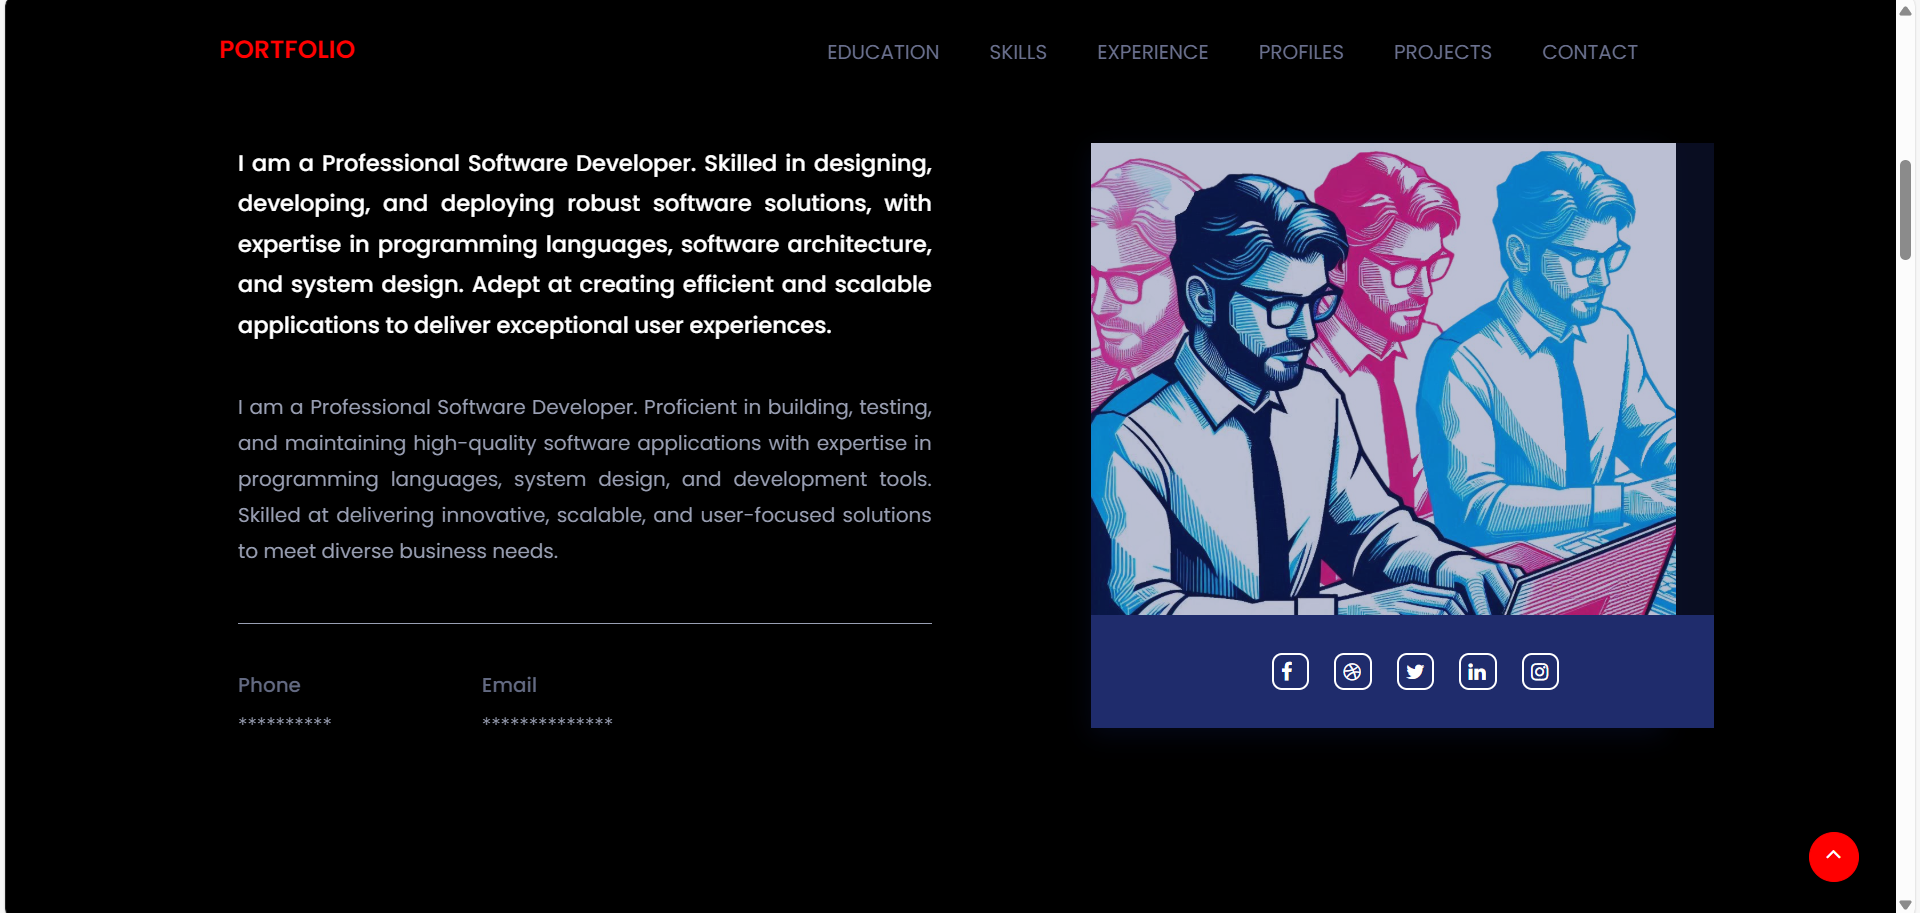 PORTFOLIO
EDUCATION SKILLS EXPERIENCE PROFILES PROJECTS CONTACT
I am a Professional Software Developer. Skilled in designing,
developing, and deploying robust software solutions, with
expertise in programming languages, software architecture,
and system design. Adept at creating efficient and scalable
applications to deliver exceptional user experiences.
I am a Professional Software Developer. Proficient in building, testing,
and maintaining high-quality software applications with expertise in
programming languages, system design, and development tools.
Skilled at delivering innovative, scalable, and user-focused solutions
to meet diverse business needs.
Phone Email
********** **************